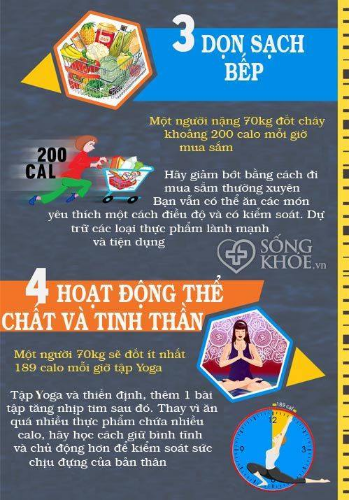 3 DỌN SẠCH
BẾP
Một người nặng 70kg đốt cháy
khoảng 200 calo mỗi giờ
mua sắm
200
CAL
Hãy giảm bớt bằng cách đi
mua sắm thường xuyên
Bạn vẫn có thể ăn các món
yêu thích một cách điều độ và có kiểm soát. Dự
trữ các loại thực phẩm lành mạnh
và tiện dụng
SỐNG
KHOE.vn
4 HOẠT ĐỘNG THỂ
CHẤT VÀ TINH THẦN
Một người 70kg sẽ đốt ít nhất
189 calo mỗi giờ tập Yoga
Tập Yoga và thiền định, thêm 1 bài
tập tăng nhịp tim sau đó. Thay vì ăn
quá nhiều thực phẩm chứa nhiều
calo, hãy học cách giữ bình tĩnh
và chủ động hơn để kiểm soát sức
chịu đựng của bản thân
189 cal
12
3
6
9